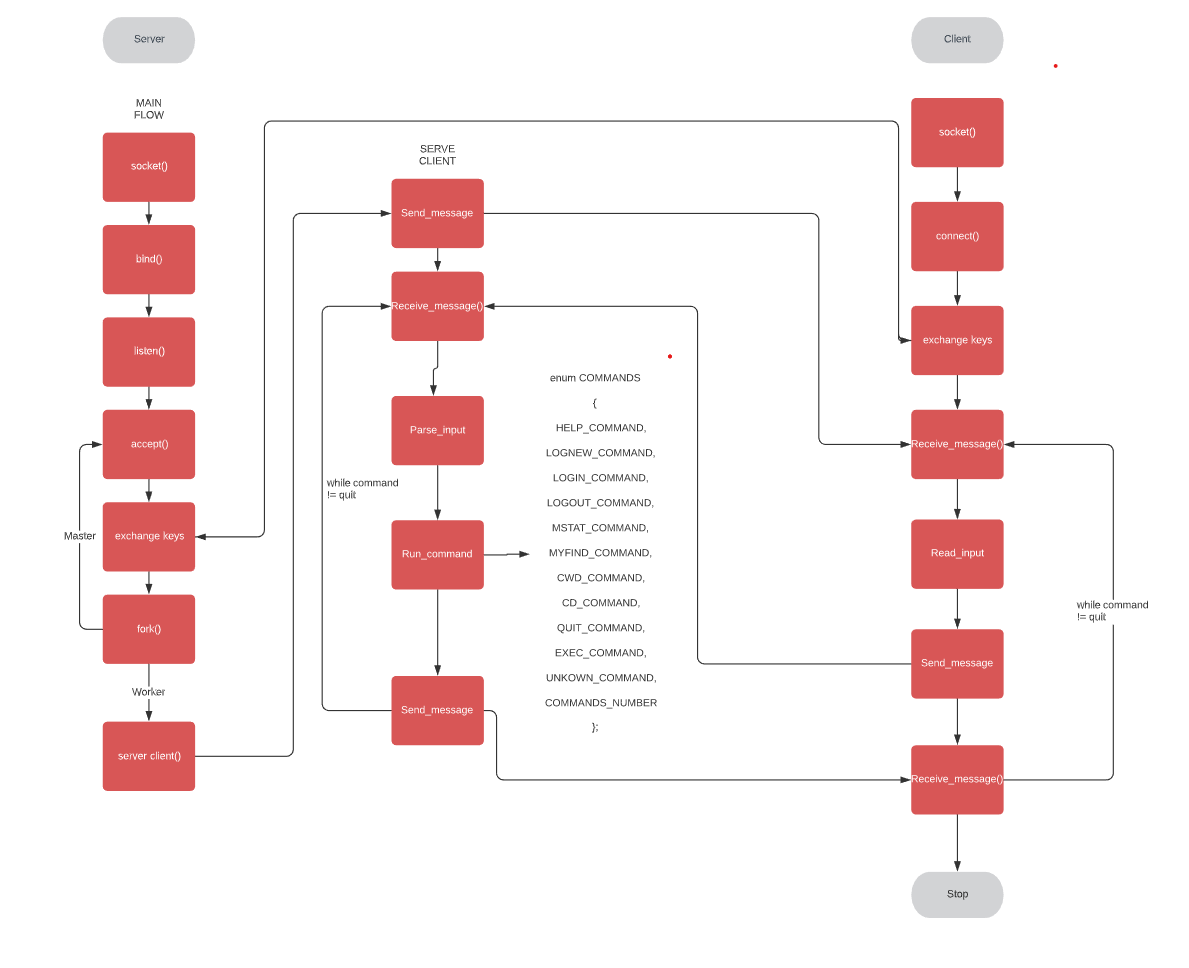 Server
MAIN
FLOW
socket()
bind()
listen()
accept()
exchange keys
Master
fork()
Worker
server client()
SERVE
CLIENT
Send_message
Receive_message()
Parse_input
while command
!= quit
Run_command
Send_message
enum COMMANDS
{
HELP_COMMAND,
LOGNEW_COMMAND,
LOGIN_COMMAND,
LOGOUT_COMMAND,
MSTAT_COMMAND,
MYFIND_COMMAND,
CWD_COMMAND,
CD_COMMAND,
QUIT_COMMAND,
EXEC_COMMAND,
UNKOWN_COMMAND,
COMMANDS_NUMBER
};
Client
socket()
connect()
exchange keys
Receive_message()
Read_input
while command
!= quit
Send_message
Receive_message()
Stop